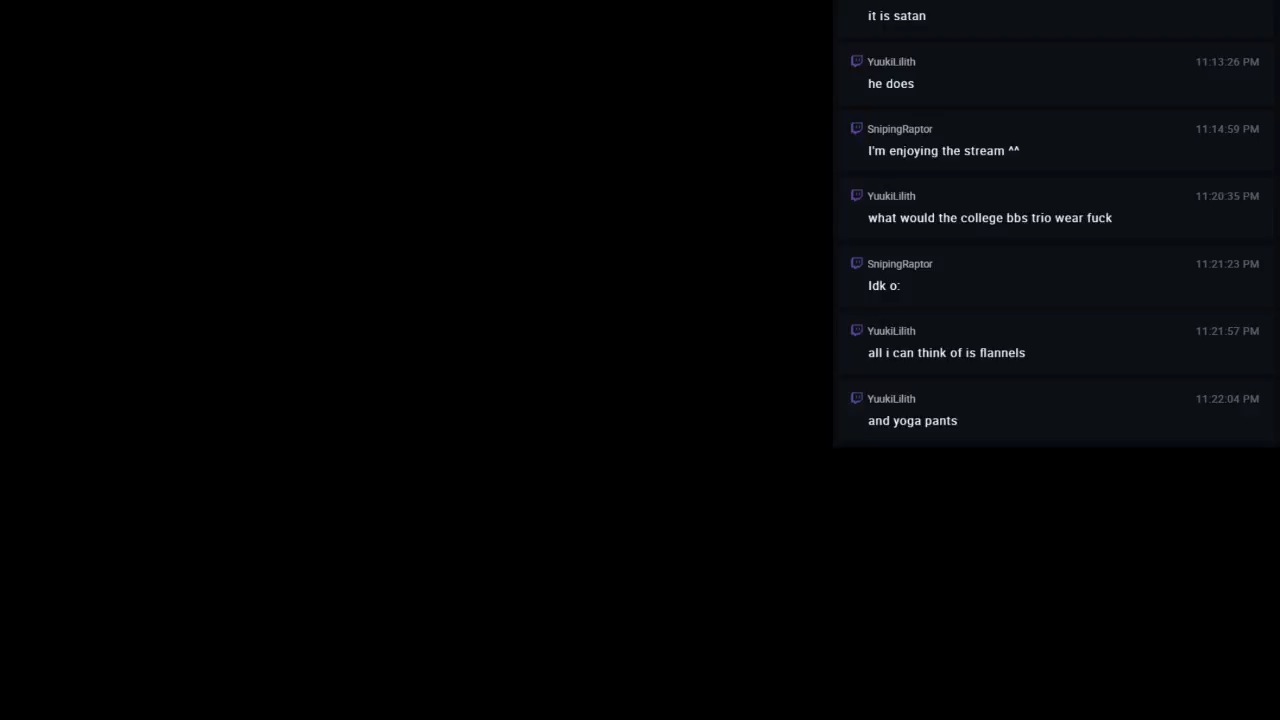 it is satan
YuukiLilith 11:13:26 PM
he does
SnipingRaptor 11:14:59 PM
I'm enjoying the stream ^^
YuukiLilith 11:20:35 PM
what would the college bbs trio wear fuck
SnipingRaptor 11:21:23 PM
Idk o:
YuukiLilith 11:21:57 PM
all i can think of is flannels
YuukiLilith 11:22:04 PM
and yoga pants